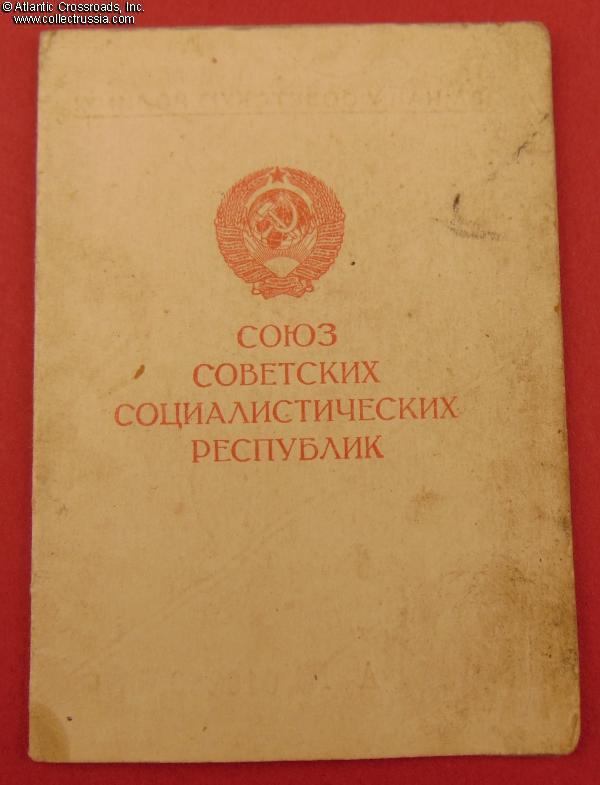 © Atlantic Crossroads, Inc.
www.collectrussia.com
СОЮЗ
СОВЕТСКИХ
СОЦИАЛИСТИЧЕСКИХ
РЕСПУБЛИК